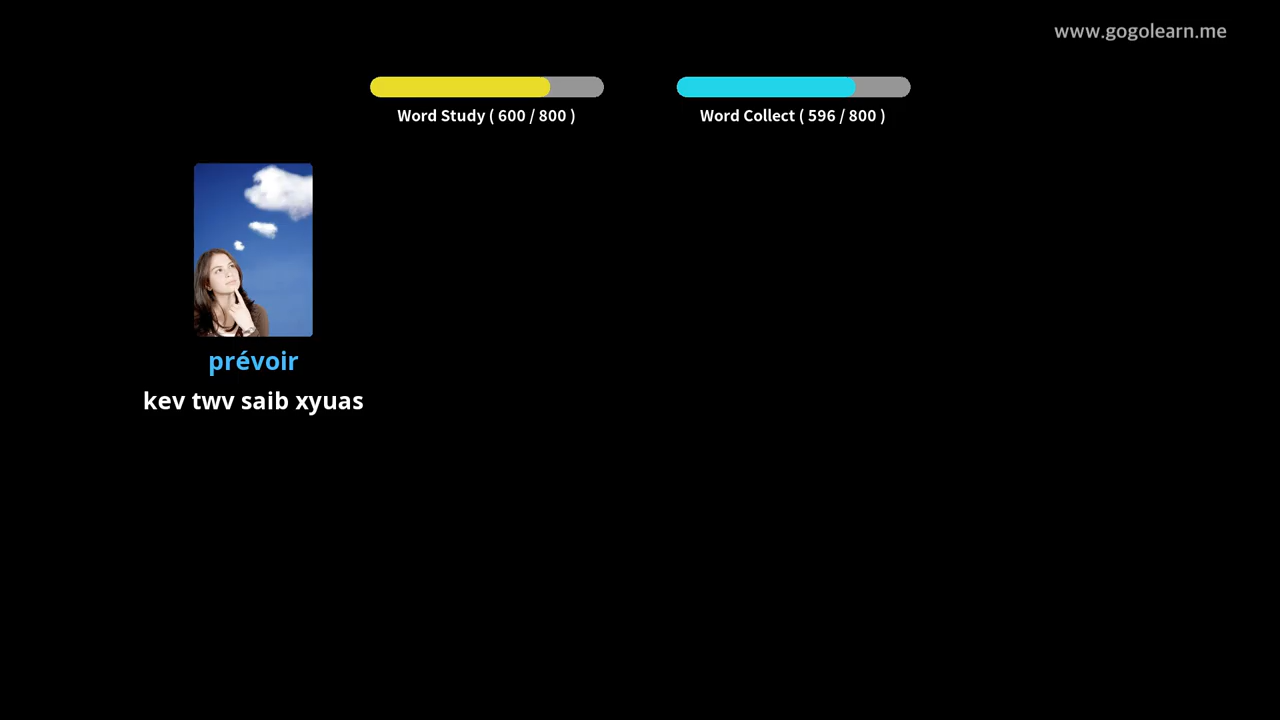 www.gogolearn.me
Word Study ( 600 / 800 )
Word Collect ( 596 / 800 )
prévoir
kev twv saib xyuas